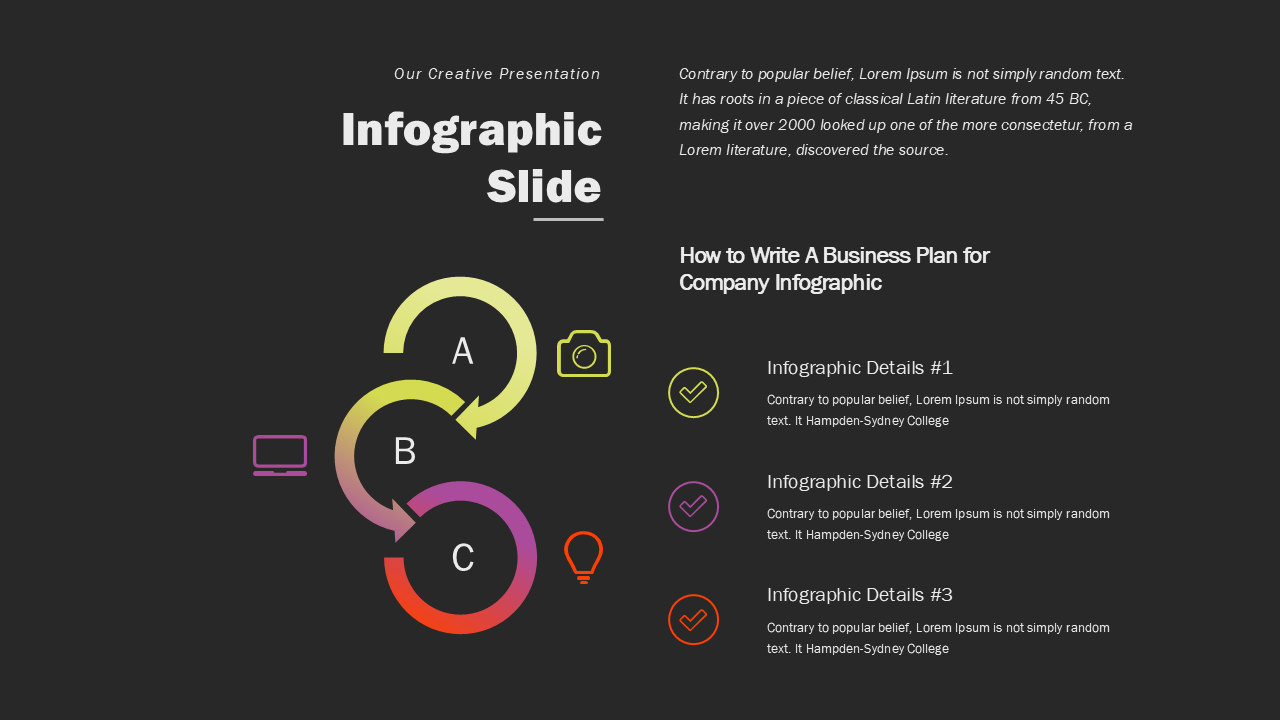 Our Creative Presentation
Infographic
Slide
Contrary to popular belief, Lorem Ipsum is not simply random text.
It has roots in a piece of classical Latin literature from 45 BC,
making it over 2000 looked up one of the more consectetur, from a
Lorem literature, discovered the source.
How to Write A Business Plan for
Company Infographic
A
B
C
Infographic Details #1
Contrary to popular belief, Lorem Ipsum is not simply random
text. It Hampden-Sydney College
Infographic Details #2
Contrary to popular belief, Lorem Ipsum is not simply random
text. It Hampden-Sydney College
Infographic Details #3
Contrary to popular belief, Lorem Ipsum is not simply random
text. It Hampden-Sydney College